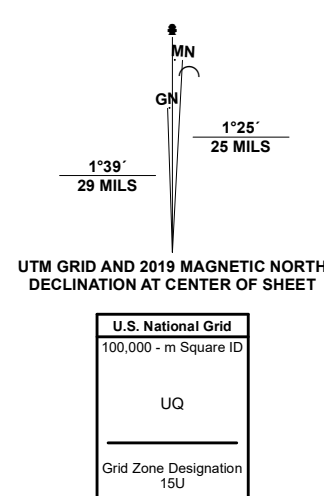 MN
GN
1°25´
25 MILS
1°39´
29 MILS
UTM GRID AND 2019 MAGNETIC NORTH
DECLINATION AT CENTER OF SHEET
U.S. National Grid
100,000 - m Square ID
UQ
Grid Zone Designation
15U